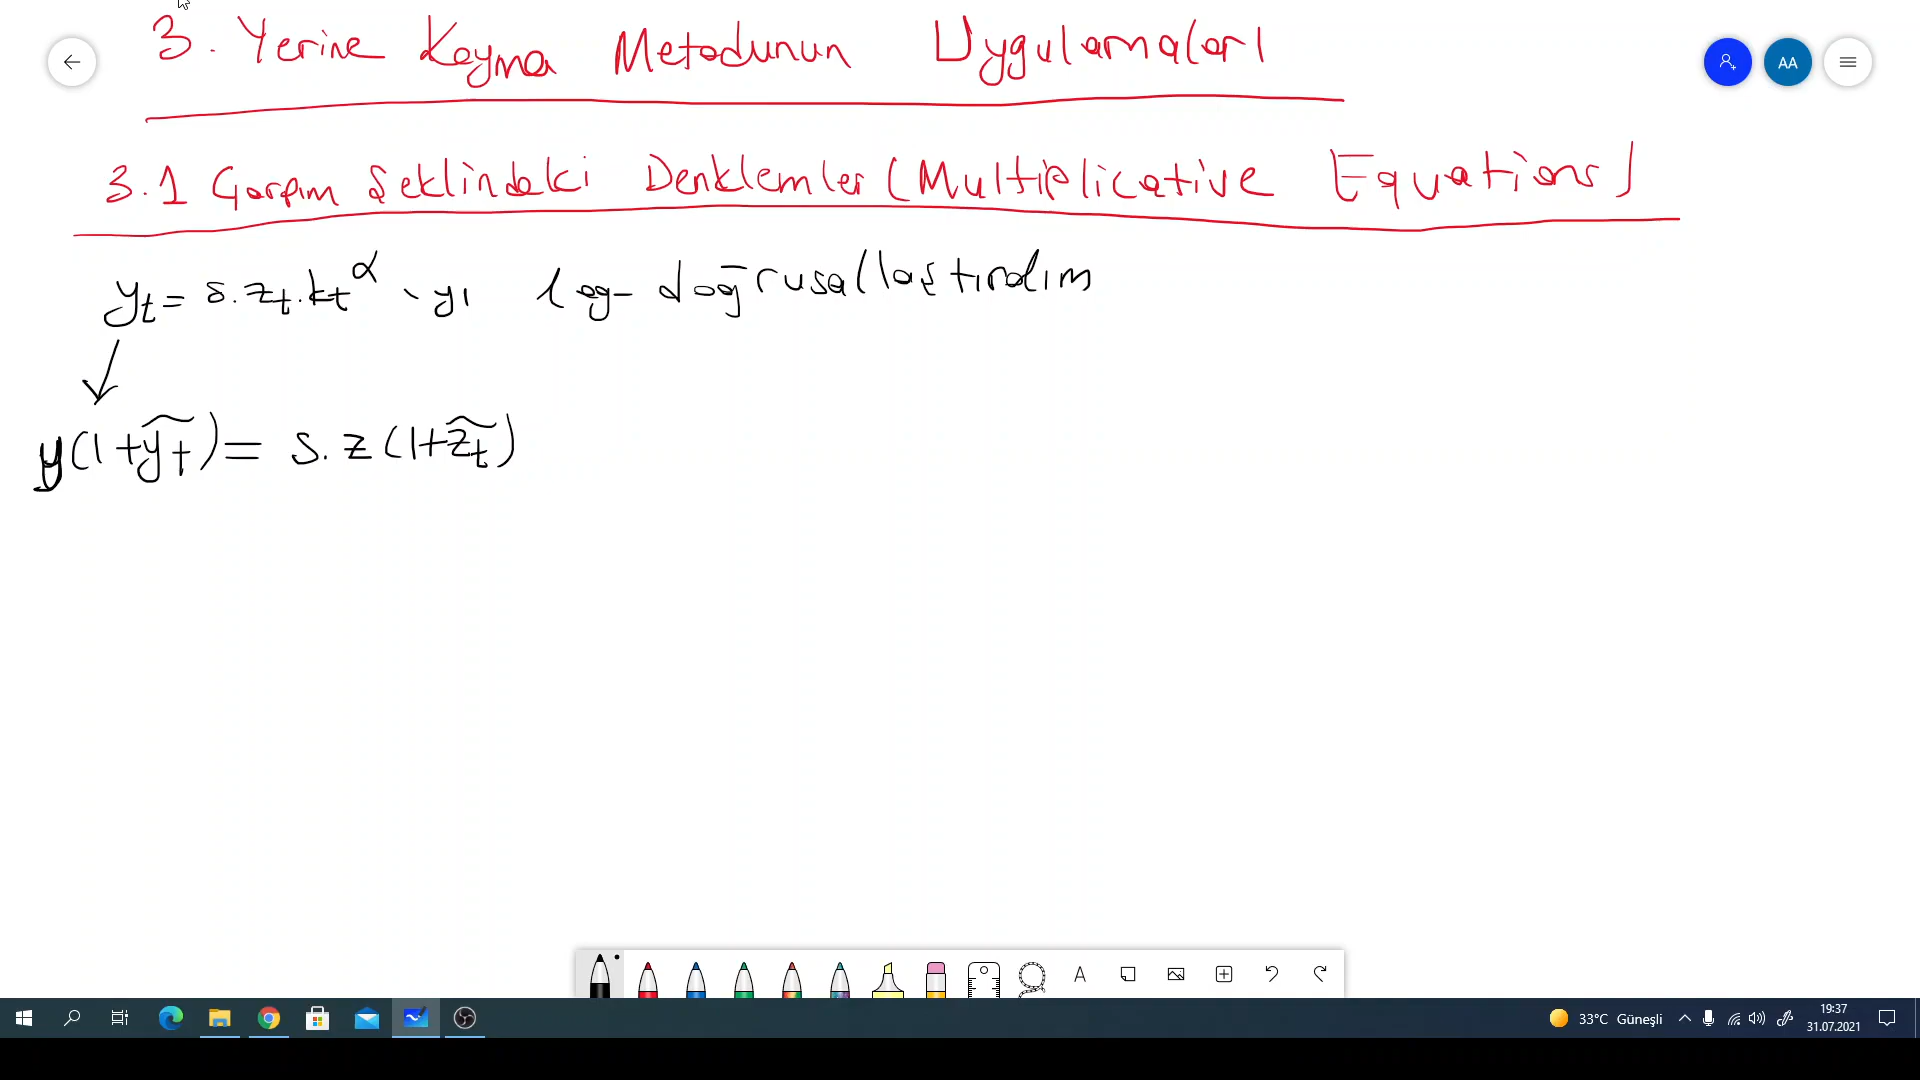 3. Yerine Koyma Metodunun Uygulamaları
3.1 Çarpım Şeklindeki Denklemler (Multiplicative Equations)
AA
yₜ = s.zₜ.kₜ^α 'yı log-doğrusallaştıralım
y(1+ỹₜ) = s.z(1+z̃ₜ)
A
33°C Güneşli
19:37
31.07.2021